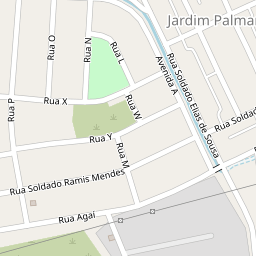 Jardim Palmar
Rua O
Rua N
Rua L
Avenida A
Rua Soldado Elias de Sousa
Rua P
Rua X
Rua W
Rua Soldado
Rua Y
Rua M
Rua Soldado Ramis Mendes
Rua Agaí